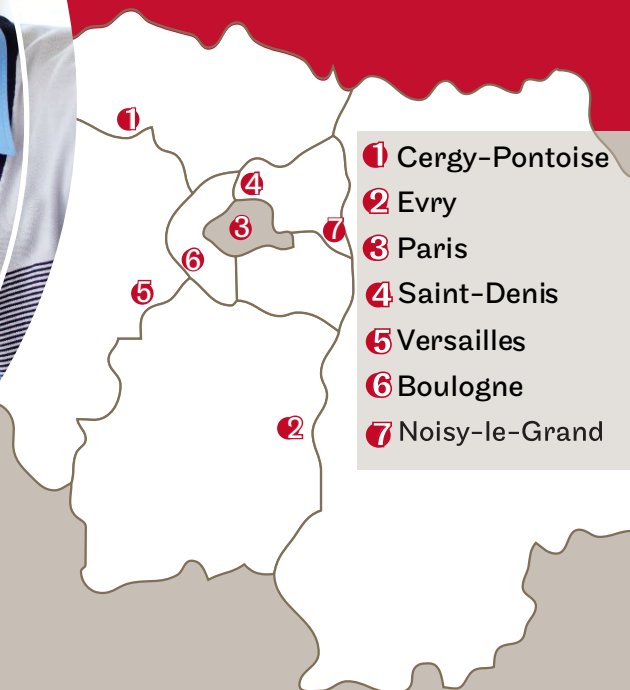 1
4
3
7
6
5
2
1 Cergy-Pontoise
2 Evry
3 Paris
4 Saint-Denis
5 Versailles
6 Boulogne
7 Noisy-le-Grand